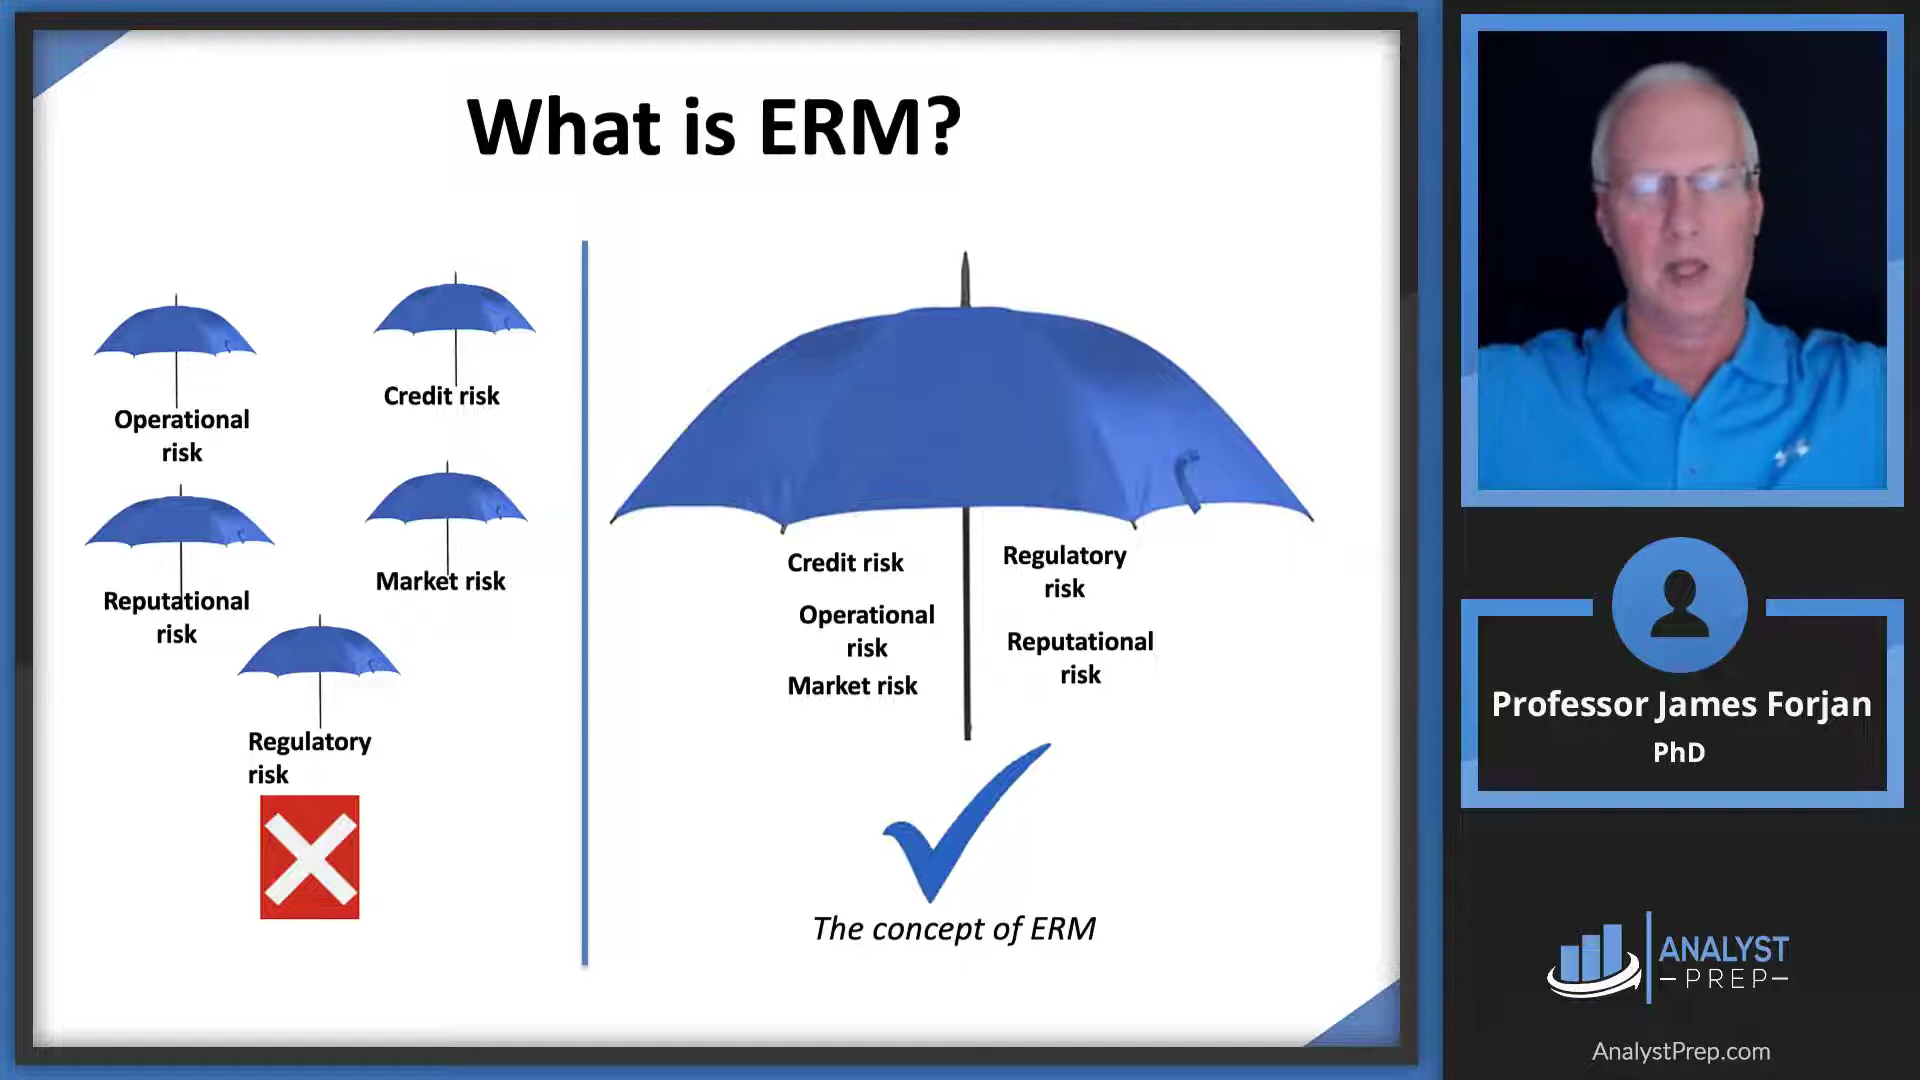 What is ERM?
Operational
risk
Credit risk
Reputational
risk
Market risk
Regulatory
risk
Credit risk
Operational
risk
Market risk
Regulatory
risk
Reputational
risk
The concept of ERM
Professor James Forjan
PhD
ANALYST
PREP
AnalystPrep.com